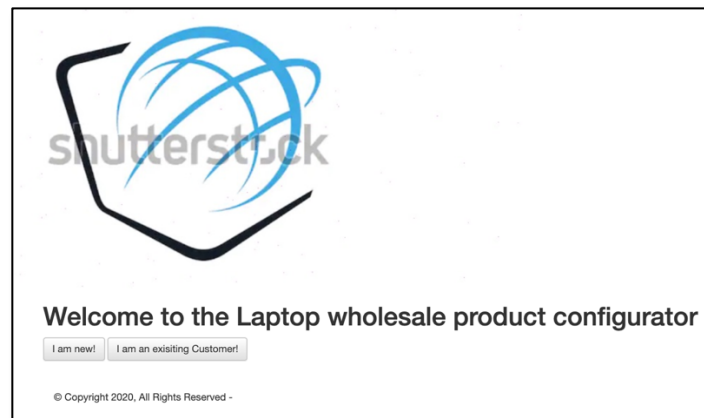 shutterstock
Welcome to the Laptop wholesale product configurator
I am new! I am an exisiting Customer!
© Copyright 2020, All Rights Reserved -